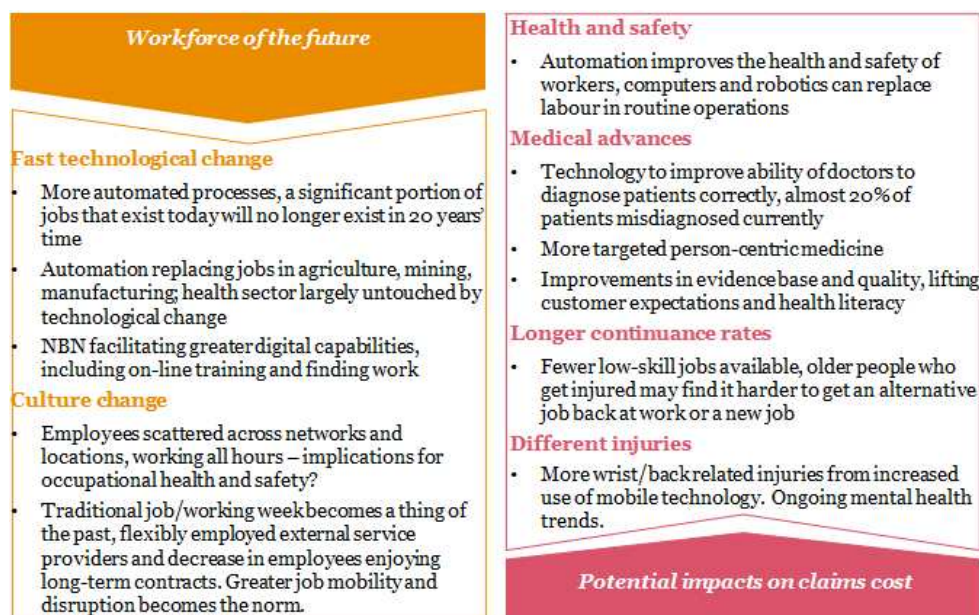 Workforce of the future
Fast technological change
• More automated processes, a significant portion of
jobs that exist today will no longer exist in 20 years'
time
• Automation replacing jobs in agriculture, mining,
manufacturing; health sector largely untouched by
technological change
• NBN facilitating greater digital capabilities,
including on-line training and finding work
Culture change
• Employees scattered across networks and
locations, working all hours – implications for
occupational health and safety?
• Traditional job/working week becomes a thing of
the past, flexibly employed external service
providers and decrease in employees enjoying
long-term contracts. Greater job mobility and
disruption becomes the norm.
Health and safety
• Automation improves the health and safety of
workers, computers and robotics can replace
labour in routine operations
Medical advances
• Technology to improve ability of doctors to
diagnose patients correctly, almost 20% of
patients misdiagnosed currently
• More targeted person-centric medicine
• Improvements in evidence base and quality, lifting
customer expectations and health literacy
Longer continuance rates
• Fewer low-skill jobs available, older people who
get injured may find it harder to get an alternative
job back at work or a new job
Different injuries
• More wrist/back related injuries from increased
use of mobile technology. Ongoing mental health
trends.
Potential impacts on claims cost